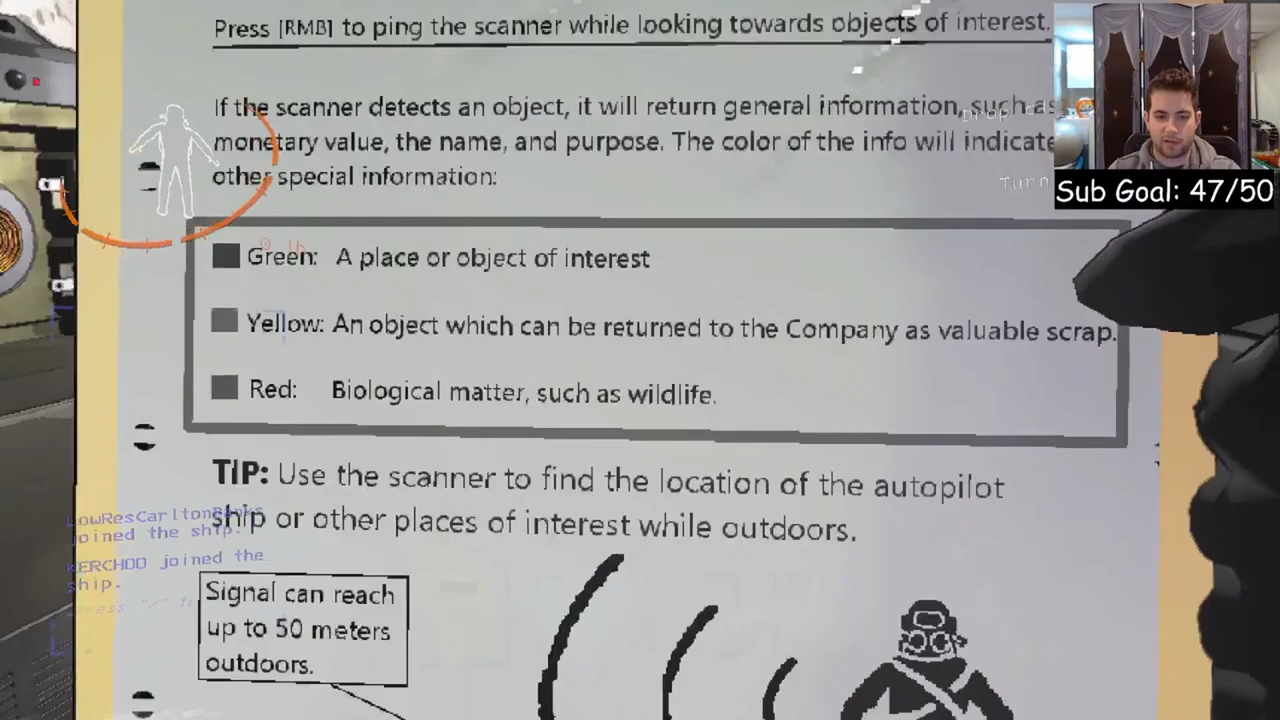 Press [RMB] to ping the scanner while looking towards objects of interest.
If the scanner detects an object, it will return general information, such as
monetary value, the name, and purpose. The color of the info will indicate
other special information:
Drop
Turn
Sub Goal: 47/50
0 lb
Green: A place or object of interest
Yellow: An object which can be returned to the Company as valuable scrap.
Red: Biological matter, such as wildlife.
TIP: Use the scanner to find the location of the autopilot
ship or other places of interest while outdoors.
LowResCarltonBanks
joined the ship.
KERCHOO joined the
ship.
Signal can reach
up to 50 meters
outdoors.